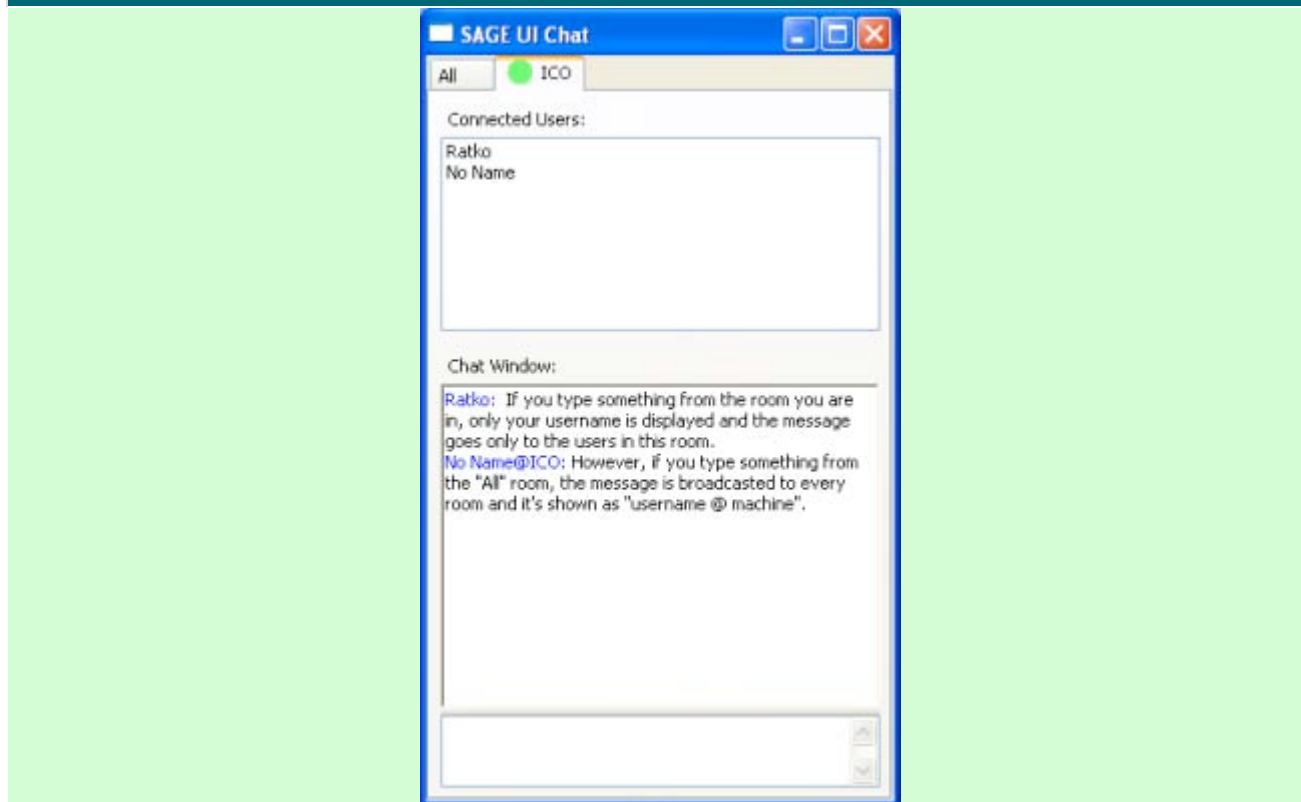 SAGE UI Chat
All
ICO
Connected Users:
Ratko
No Name
Chat Window:
Ratko:  If you type something from the room you are
in, only your username is displayed and the message
goes only to the users in this room.
No Name@ICO: However, if you type something from
the "All" room, the message is broadcasted to every
room and it's shown as "username @ machine".